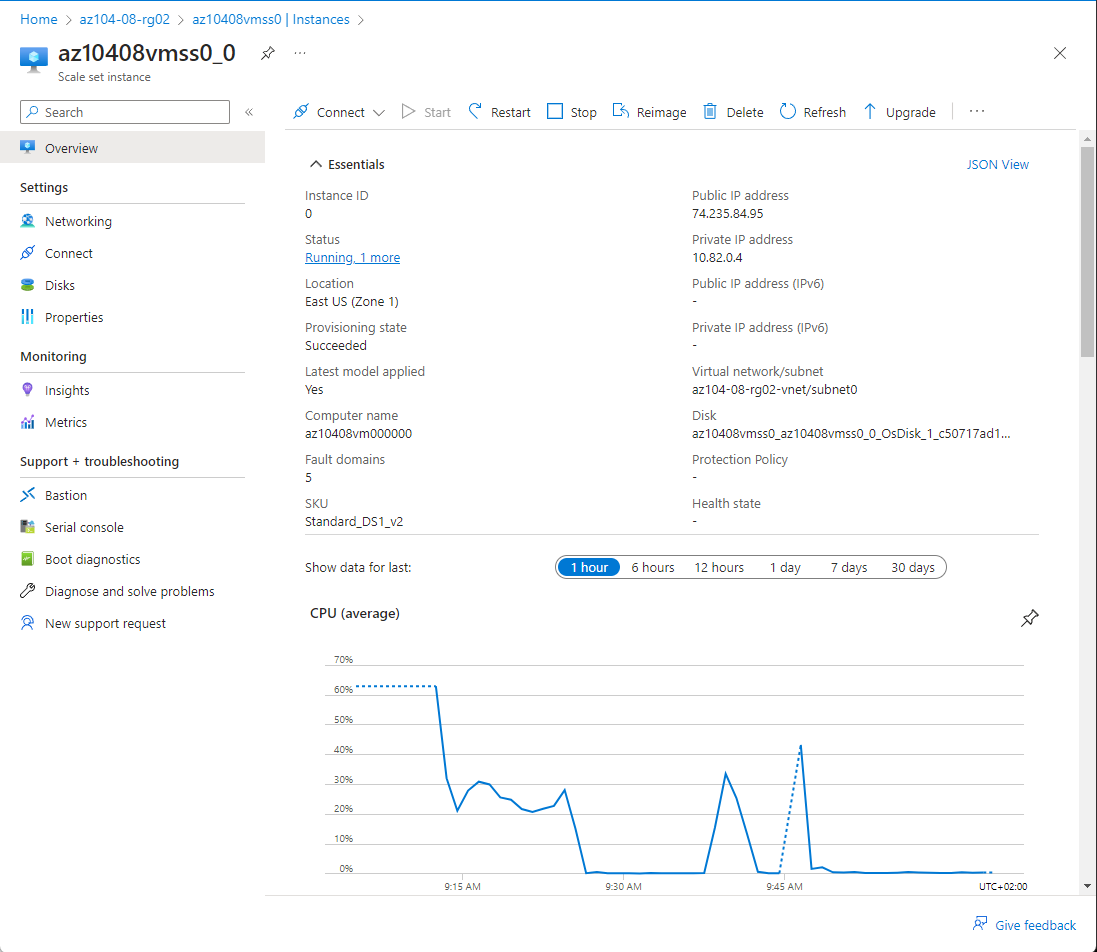 Home > az104-08-rg02 > az10408vmss0 | Instances >
az10408vmss0_0
...
Scale set instance
Search
«
Connect
Start
Restart
Stop
Reimage
Delete
Refresh
Upgrade
...
Overview
Settings
Networking
Connect
Disks
Properties
Monitoring
Insights
Metrics
Support + troubleshooting
Bastion
Serial console
Boot diagnostics
Diagnose and solve problems
New support request
Essentials
JSON View
Instance ID
0
Status
Running, 1 more
Location
East US (Zone 1)
Provisioning state
Succeeded
Latest model applied
Yes
Computer name
az10408vm000000
Fault domains
5
SKU
Standard_DS1_v2
Public IP address
74.235.84.95
Private IP address
10.82.0.4
Public IP address (IPv6)
-
Private IP address (IPv6)
-
Virtual network/subnet
az104-08-rg02-vnet/subnet0
Disk
az10408vmss0_az10408vmss0_0_OsDisk_1_c50717ad1...
Protection Policy
-
Health state
-
Show data for last:
1 hour
6 hours
12 hours
1 day
7 days
30 days
CPU (average)
70%
60%
50%
40%
30%
20%
10%
0%
9:15 AM
9:30 AM
9:45 AM
UTC+02:00
Give feedback